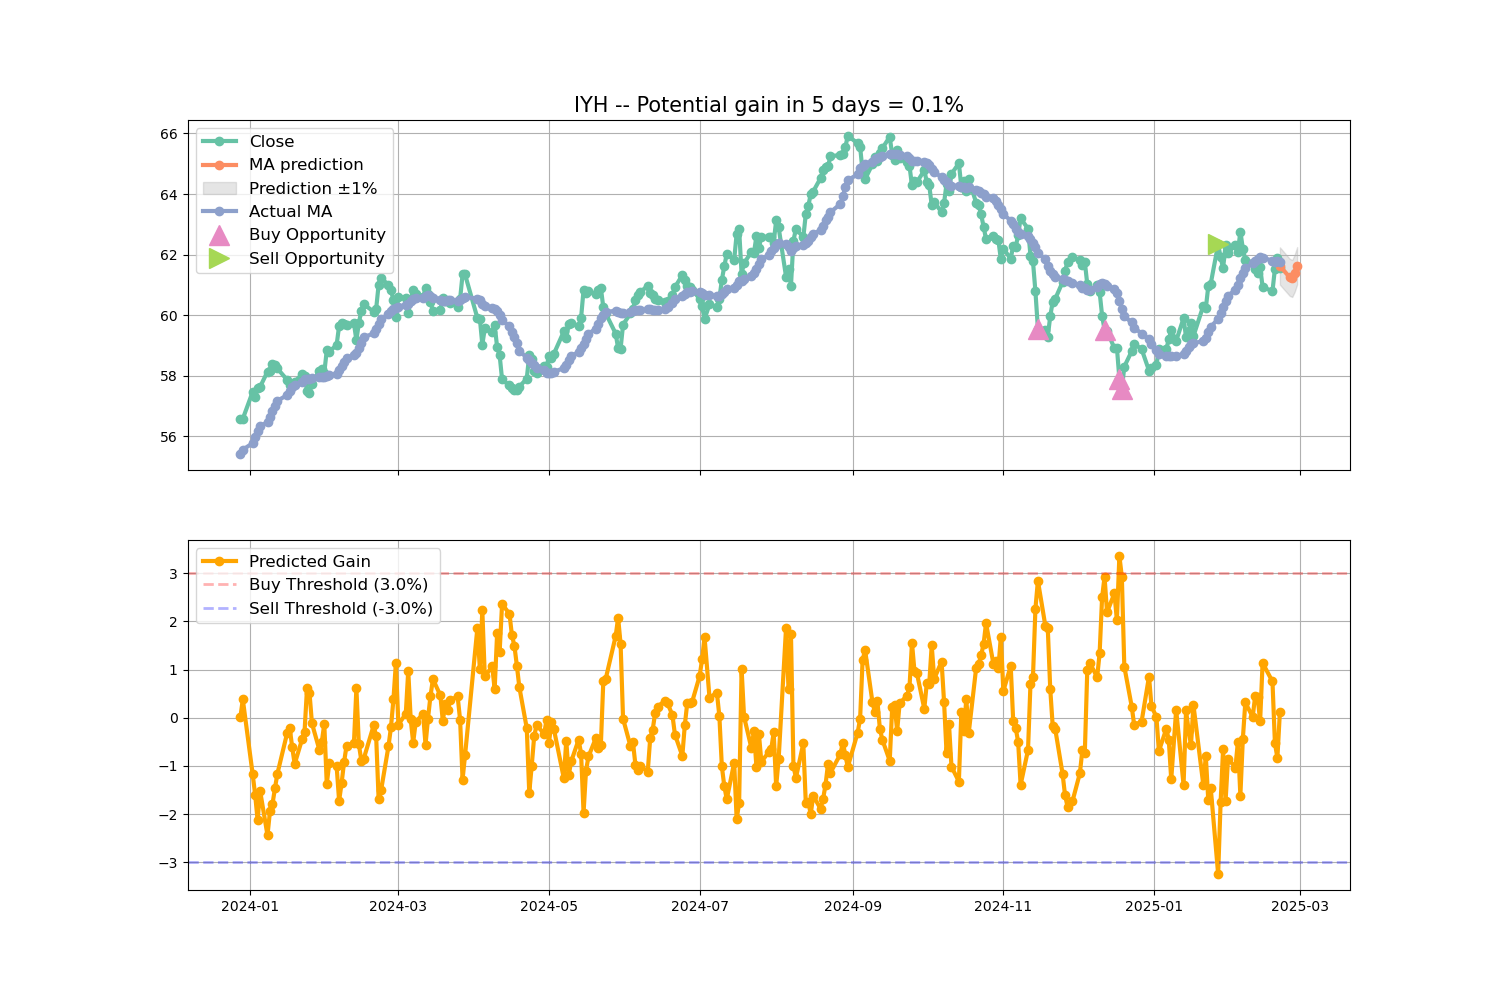 IYH -- Potential gain in 5 days = 0.1%
66
64
62
60
58
56
Close
MA prediction
Prediction ±1%
Actual MA
Buy Opportunity
Sell Opportunity
3
2
1
0
−1
−2
−3
Predicted Gain
Buy Threshold (3.0%)
Sell Threshold (-3.0%)
2024-01 2024-03 2024-05 2024-07 2024-09 2024-11 2025-01 2025-03